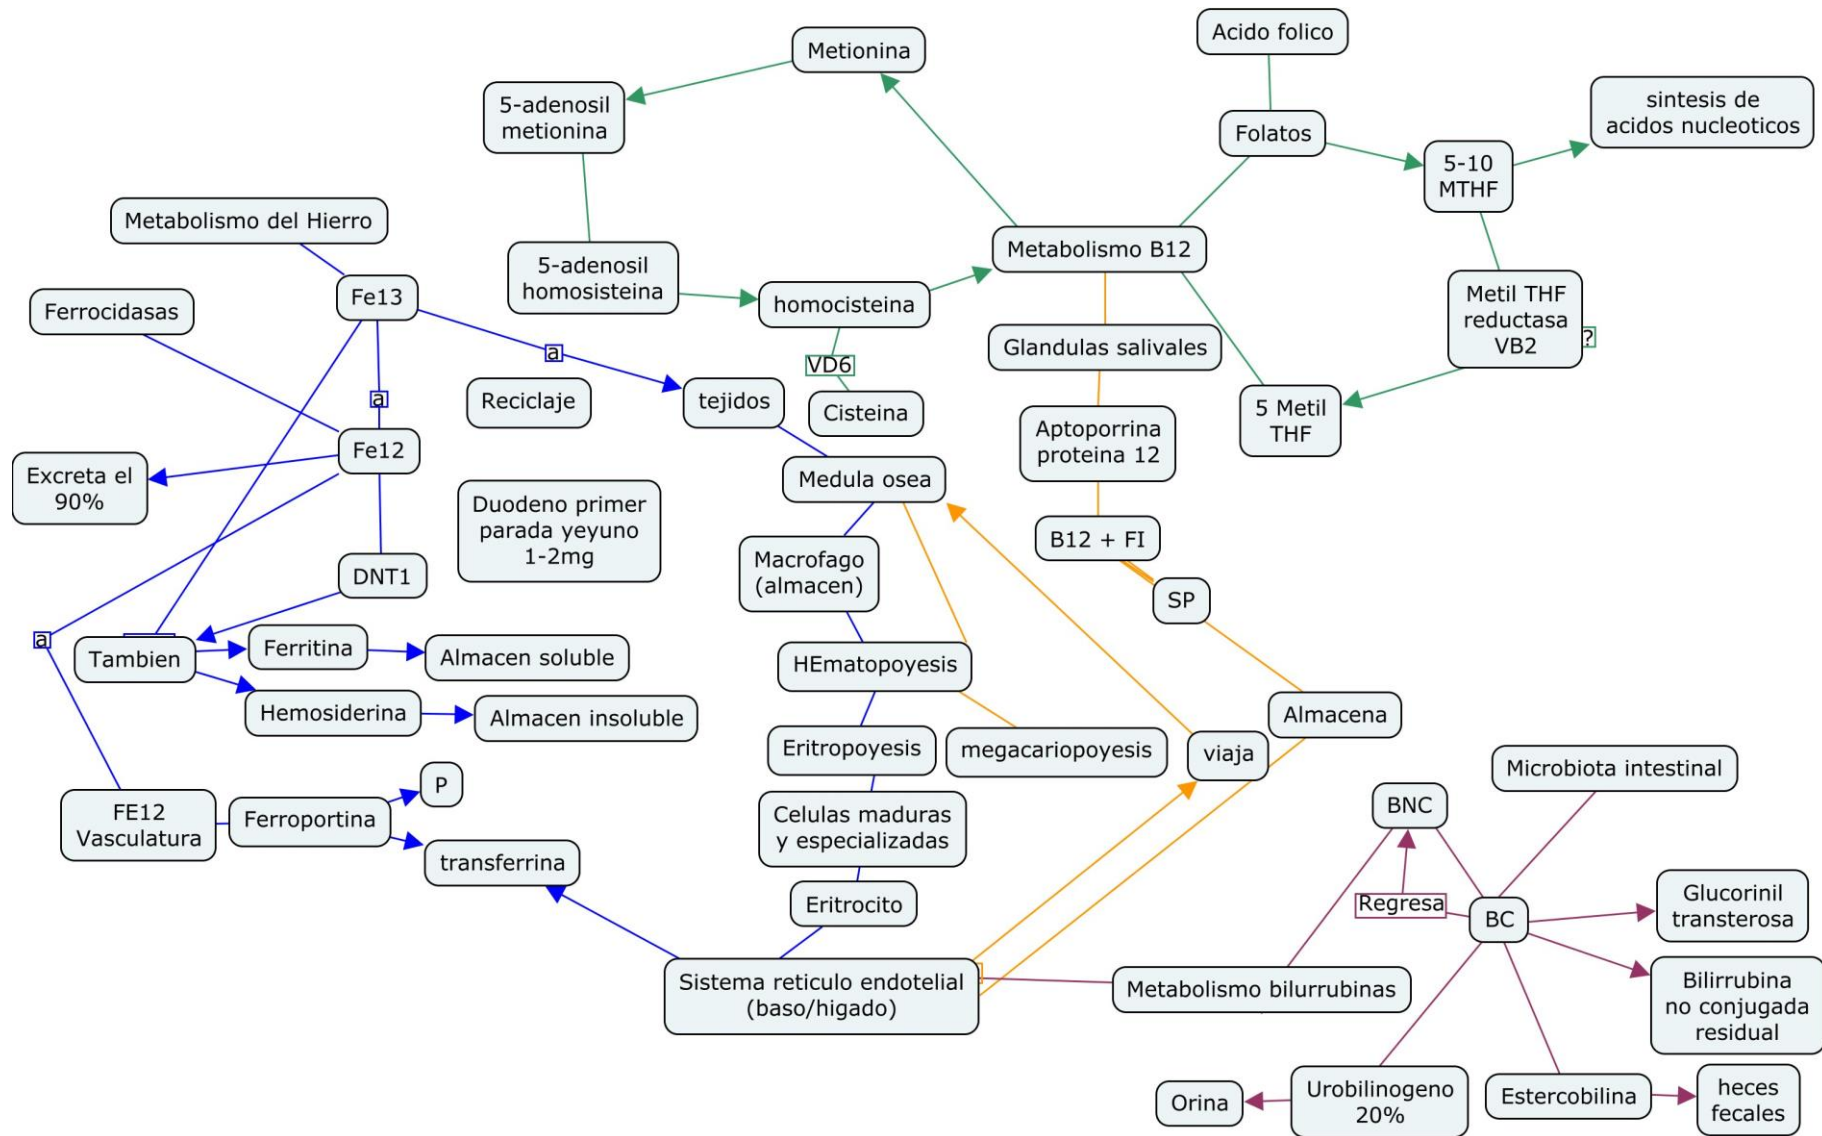 Acido folico
Metionina
sintesis de
acidos nucleoticos
5-adenosil
metionina
Folatos
5-10
MTHF
Metabolismo del Hierro
Metabolismo B12
5-adenosil
homosisteina
Fe13
homocisteina
Ferrocidasas
Metil THF
reductasa
VB2
?
a
Glandulas salivales
VD6
a
Reciclaje
tejidos
Cisteina
5 Metil
THF
Aptoporrina
proteina 12
Fe12
Excreta el
90%
Medula osea
Duodeno primer
parada yeyuno
1-2mg
B12 + FI
Macrofago
(almacen)
DNT1
SP
a
Tambien
Ferritina
Almacen soluble
HEmatopoyesis
Hemosiderina
Almacen insoluble
Almacena
Eritropoyesis
megacariopoyesis
viaja
Microbiota intestinal
P
BNC
FE12
Vasculatura
Ferroportina
Celulas maduras
y especializadas
transferrina
Eritrocito
Regresa
BC
Glucorinil
transterosa
Sistema reticulo endotelial
(baso/higado)
Metabolismo bilurrubinas
Bilirrubina
no conjugada
residual
Orina
Urobilinogeno
20%
Estercobilina
heces
fecales